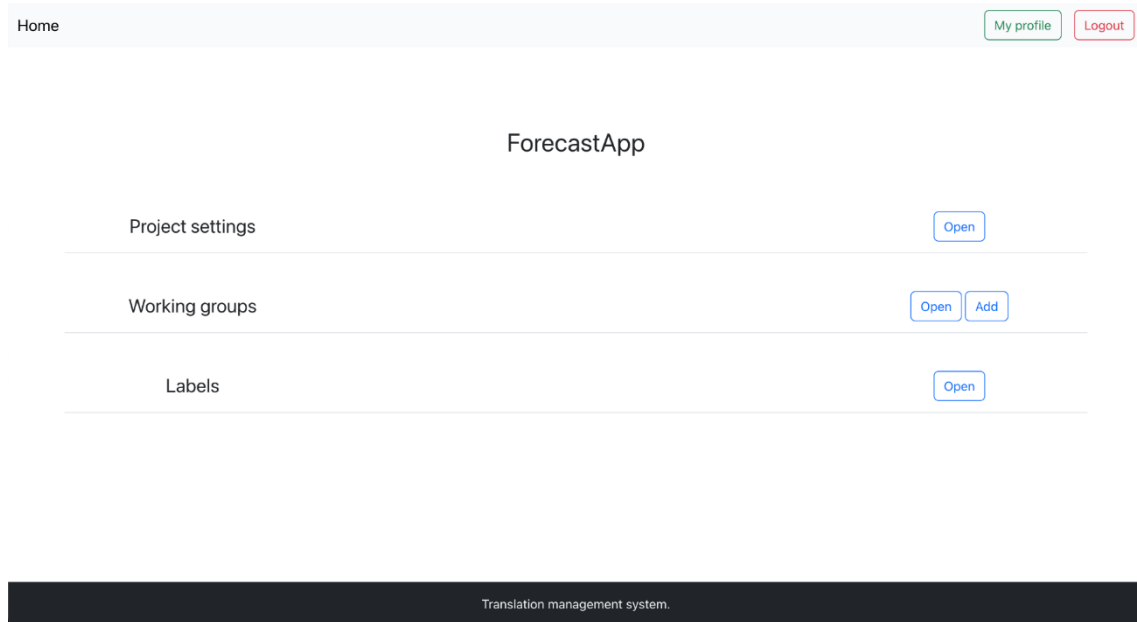 Home My profile Logout
ForecastApp
Project settings Open
Working groups Open Add
Labels Open
Translation management system.